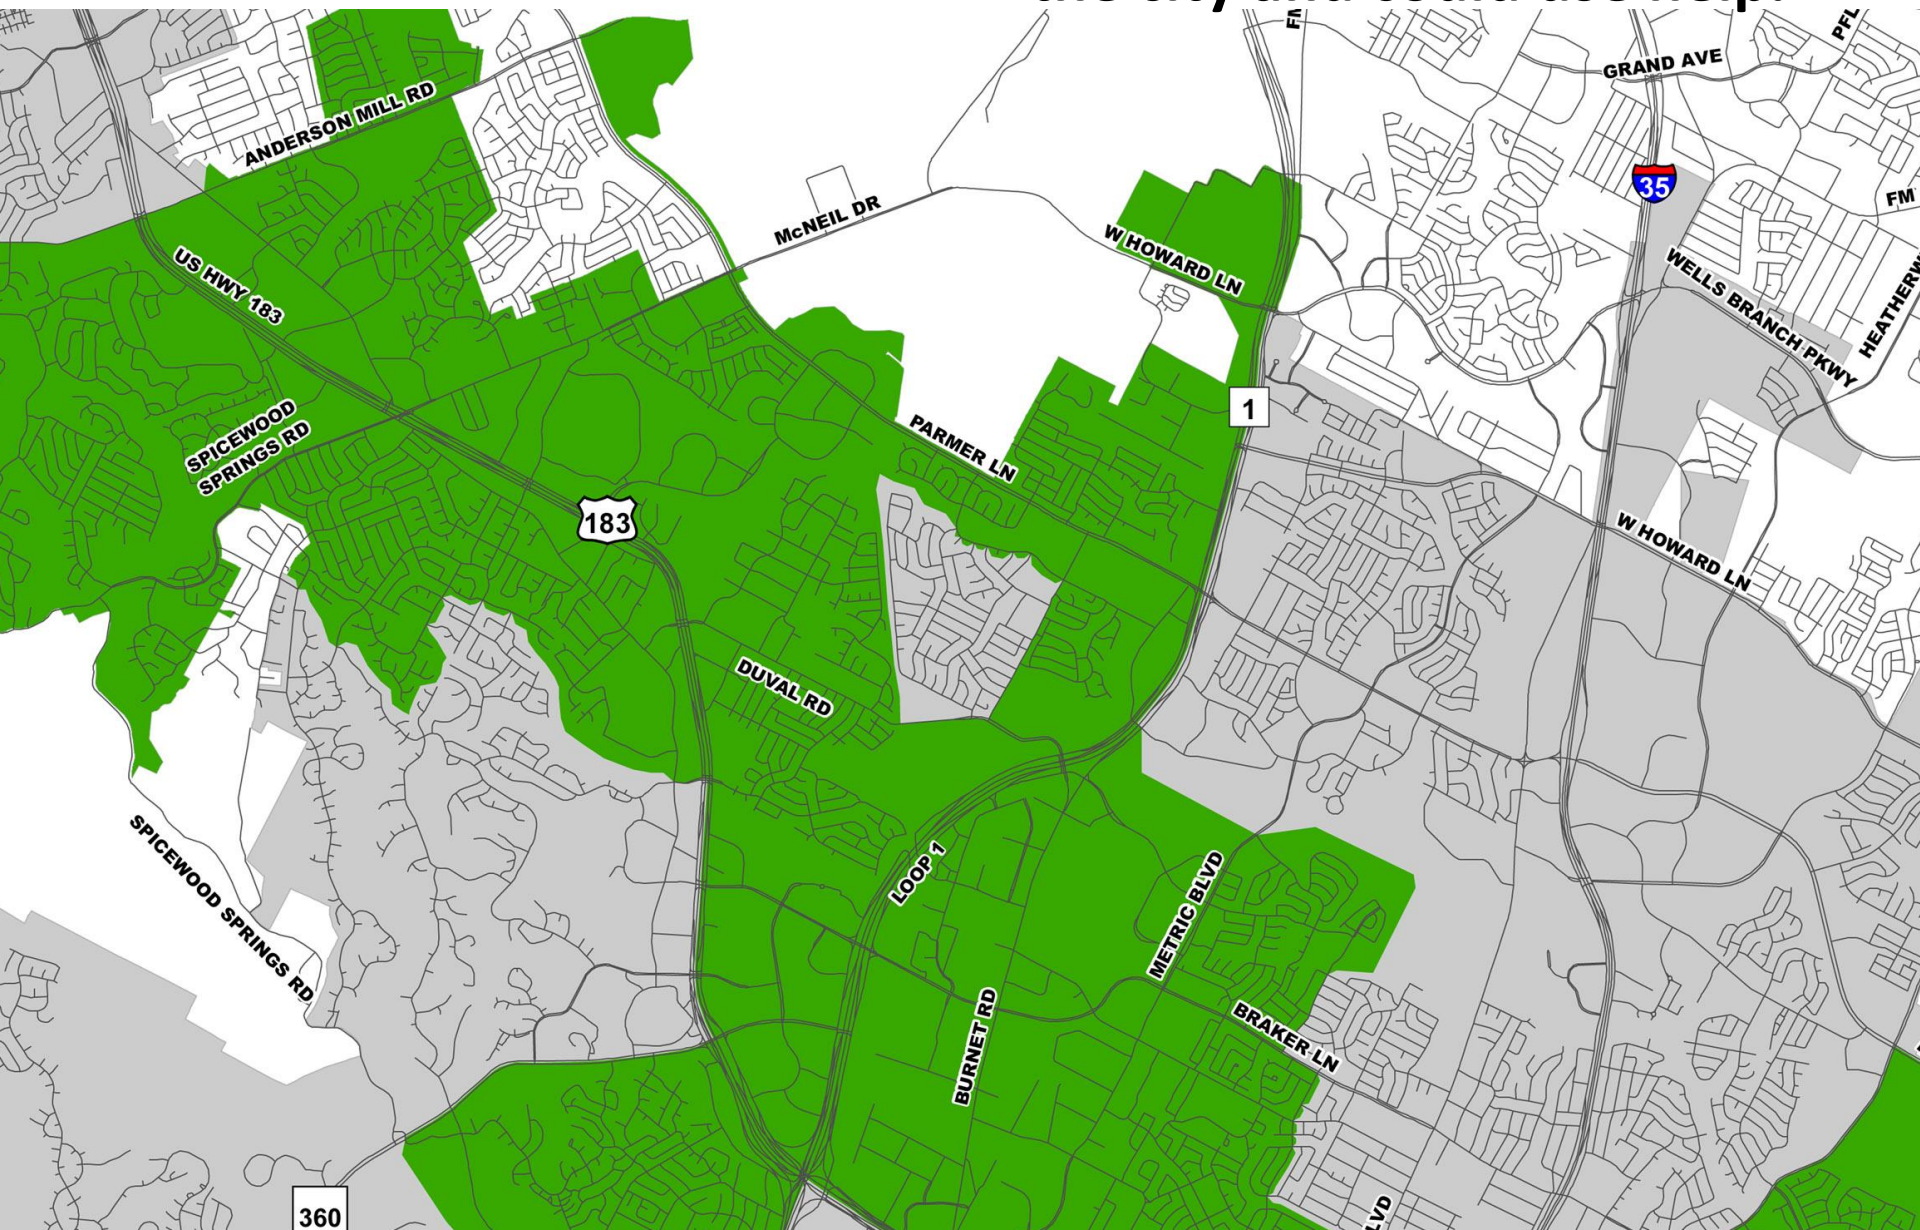 GRAND AVE
ANDERSON MILL RD
35
FM
McNEIL DR
W HOWARD LN
WELLS BRANCH PKWY
US HWY 183
1
SPICEWOOD
SPRINGS RD
PARMER LN
183
W HOWARD LN
DUVAL RD
SPICEWOOD SPRINGS RD
LOOP 1
METRIC BLVD
BURNET RD
BRAKER LN
360